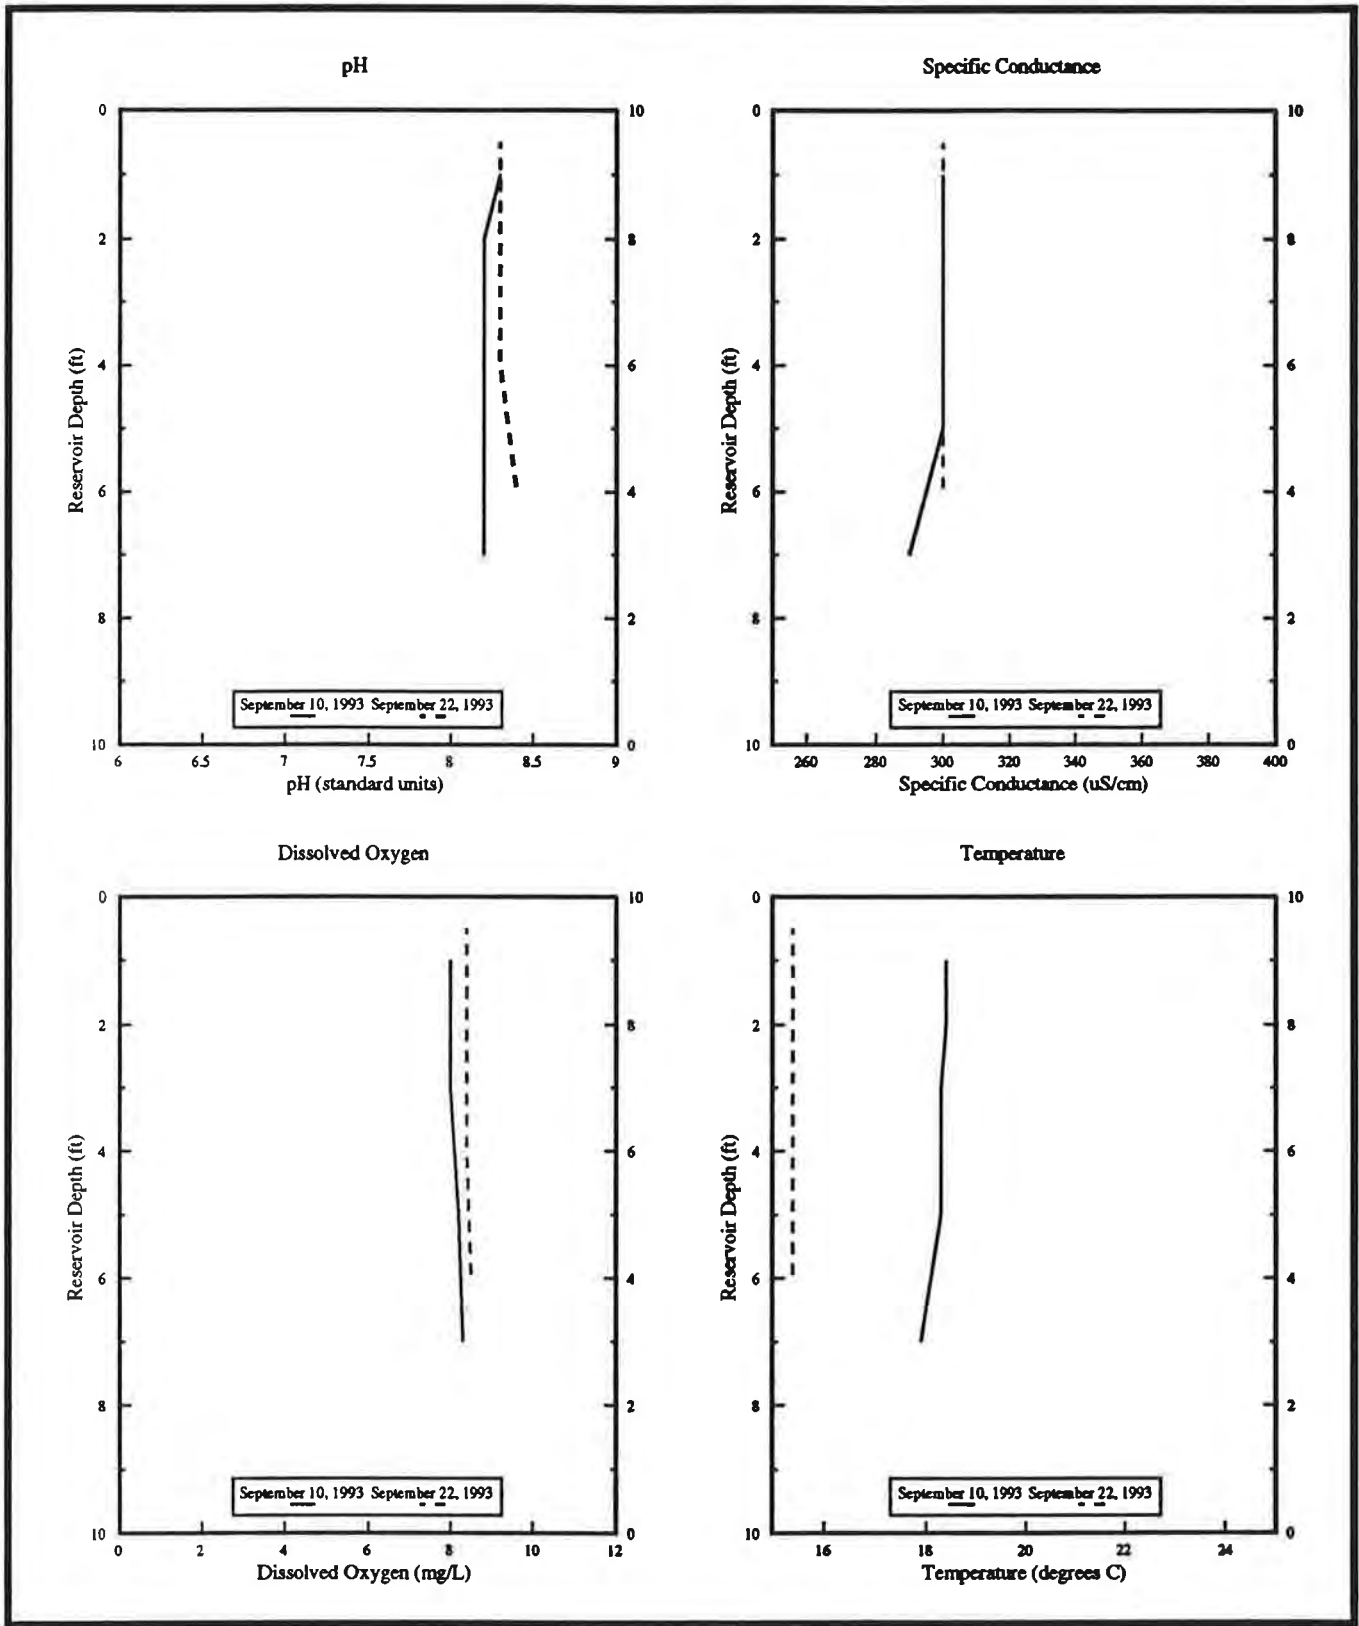 pH
0
2
4
6
8
10
10
8
6
4
2
0
Reservoir Depth (ft)
September 10, 1993 September 22, 1993
6 6.5 7 7.5 8 8.5 9
pH (standard units)
Specific Conductance
0
2
4
6
8
10
10
8
6
4
2
0
Reservoir Depth (ft)
September 10, 1993 September 22, 1993
260 280 300 320 340 360 380 400
Specific Conductance (uS/cm)
Dissolved Oxygen
0
2
4
6
8
10
10
8
6
4
2
0
Reservoir Depth (ft)
September 10, 1993 September 22, 1993
0 2 4 6 8 10 12
Dissolved Oxygen (mg/L)
Temperature
0
2
4
6
8
10
10
8
6
4
2
0
Reservoir Depth (ft)
September 10, 1993 September 22, 1993
16 18 20 22 24
Temperature (degrees C)